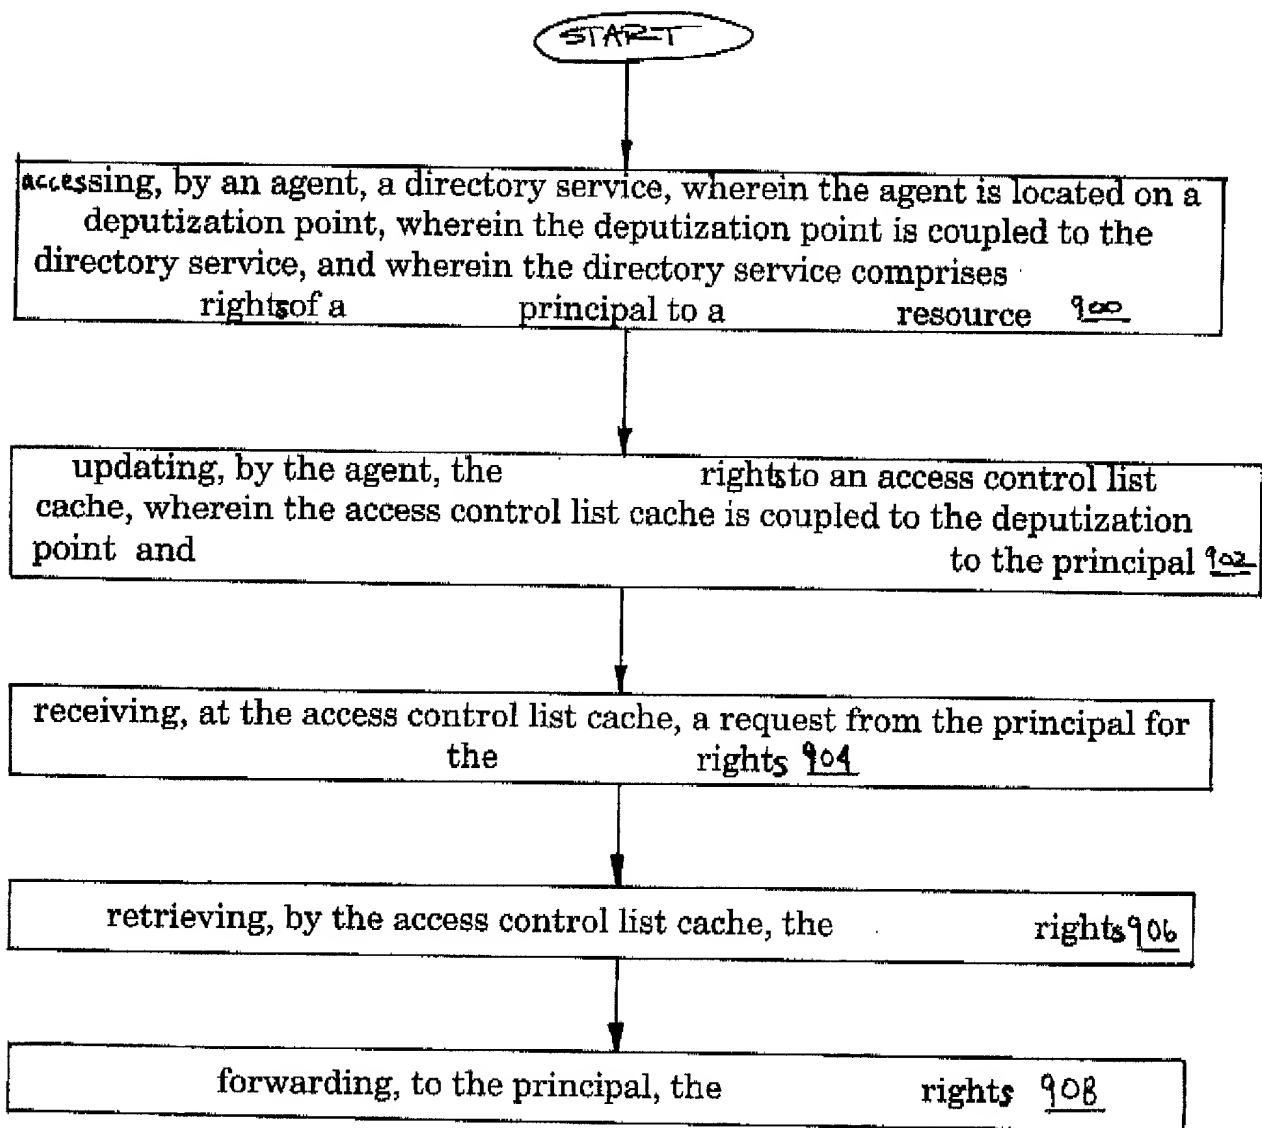 START
accessing, by an agent, a directory service, wherein the agent is located on a
deputization point, wherein the deputization point is coupled to the
directory service, and wherein the directory service comprises
rights of a principal to a resource 900
updating, by the agent, the rights to an access control list
cache, wherein the access control list cache is coupled to the deputization
point and to the principal 902
receiving, at the access control list cache, a request from the principal for
the rights 904
retrieving, by the access control list cache, the rights 906
forwarding, to the principal, the rights 908